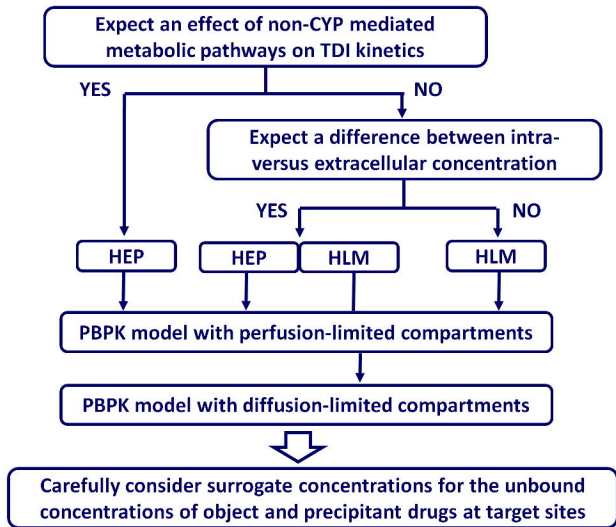 Expect an effect of non-CYP mediated
metabolic pathways on TDI kinetics
YES
NO
Expect a difference between intra-
versus extracellular concentration
YES
NO
HEP
HEP
HLM
HLM
PBPK model with perfusion-limited compartments
PBPK model with diffusion-limited compartments
Carefully consider surrogate concentrations for the unbound
concentrations of object and precipitant drugs at target sites